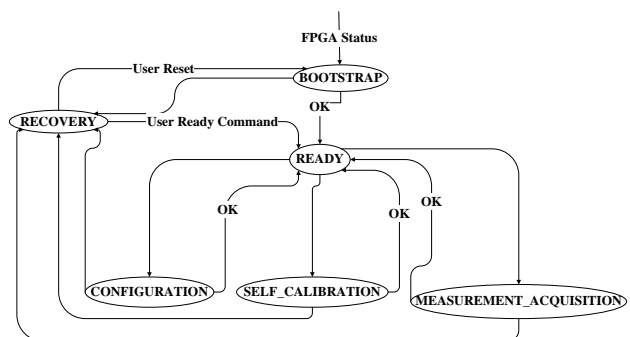 FPGA Status
User Reset
BOOTSTRAP
OK
RECOVERY
User Ready Command
READY
OK
OK
OK
CONFIGURATION
SELF_CALIBRATION
MEASUREMENT_ACQUISITION